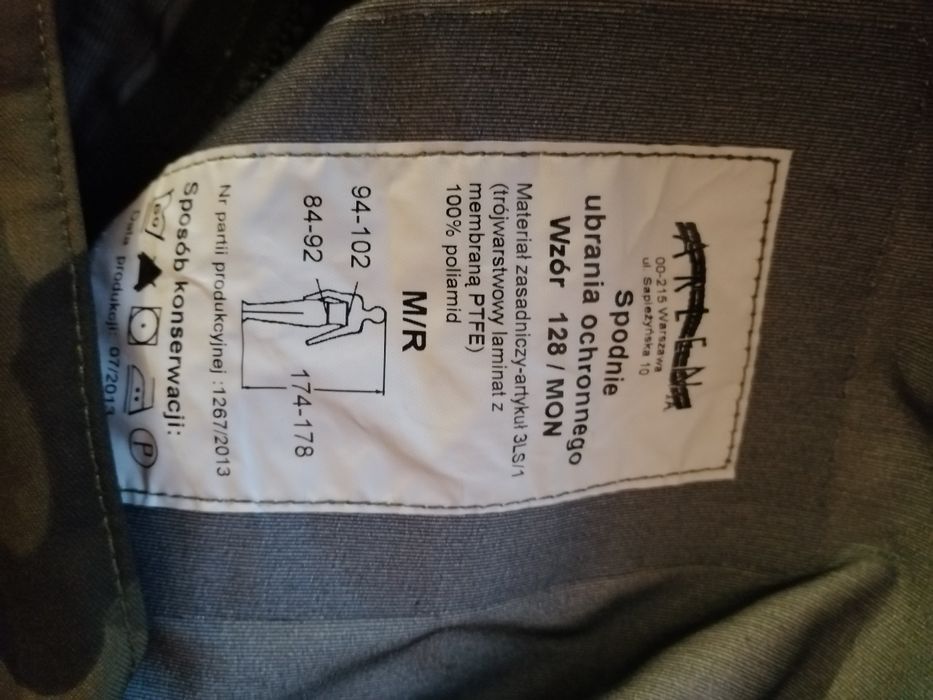 00-215 Warszawa
ul. Sapieżyńska 10
Spodnie
ubrania ochronnego
Wzór 128 / MON
Materiał zasadniczy-artykuł 3LS/1
(trójwarstwowy laminat z
membraną PTFE)
100% poliamid
M/R
94-102
84-92
174-178
Nr partii produkcyjnej :1267/2013
Sposób konserwacji:
60
P
Data produkcji: 07/2013